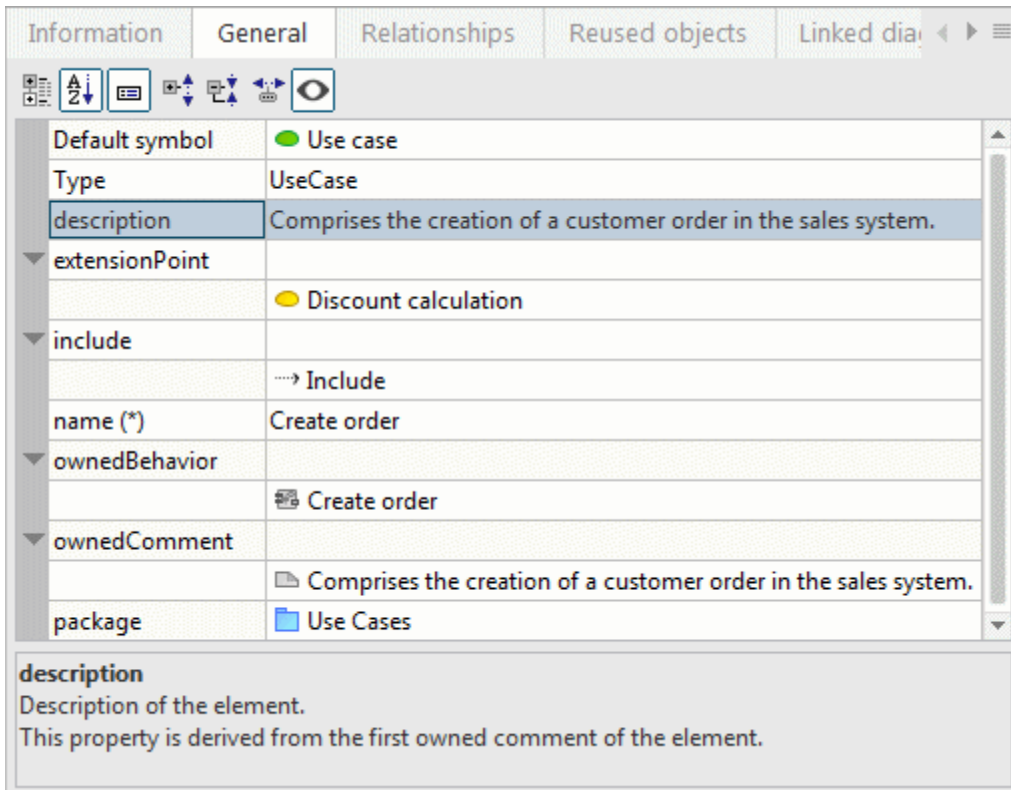 Information General Relationships Reused objects Linked dia
Default symbol Use case
Type UseCase
description Comprises the creation of a customer order in the sales system.
extensionPoint
Discount calculation
include
Include
name (*) Create order
ownedBehavior
Create order
ownedComment
Comprises the creation of a customer order in the sales system.
package Use Cases
description
Description of the element.
This property is derived from the first owned comment of the element.